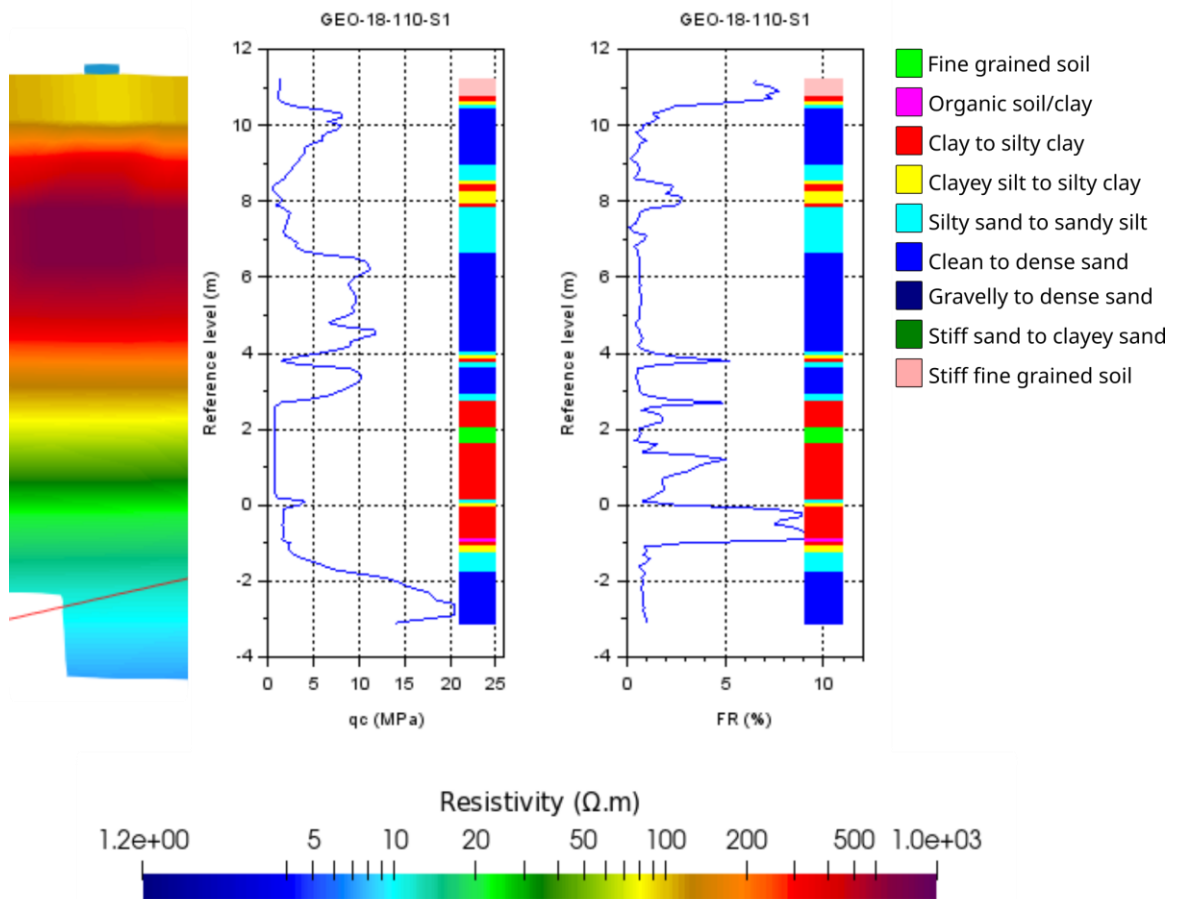 GEO-18-110-S1
12
10
8
6
4
2
0
-2
-4
Reference level (m)
0 5 10 15 20 25
qc (MPa)
GEO-18-110-S1
12
10
8
6
4
2
0
-2
-4
Reference level (m)
0 5 10
FR (%)
Fine grained soil
Organic soil/clay
Clay to silty clay
Clayey silt to silty clay
Silty sand to sandy silt
Clean to dense sand
Gravelly to dense sand
Stiff sand to clayey sand
Stiff fine grained soil
Resistivity (Ω.m)
1.2e+00 5 10 20 50 100 200 500 1.0e+03